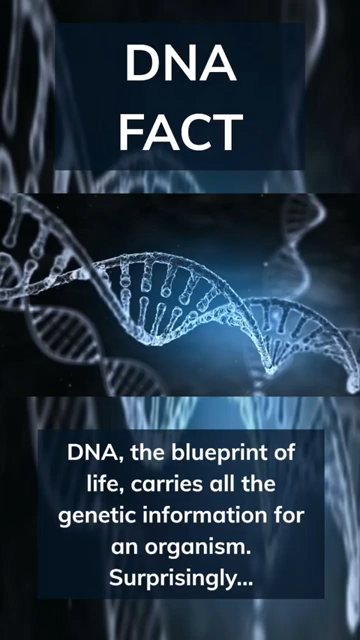 DNA
FACT
DNA, the blueprint of
life, carries all the
genetic information for
an organism.
Surprisingly...